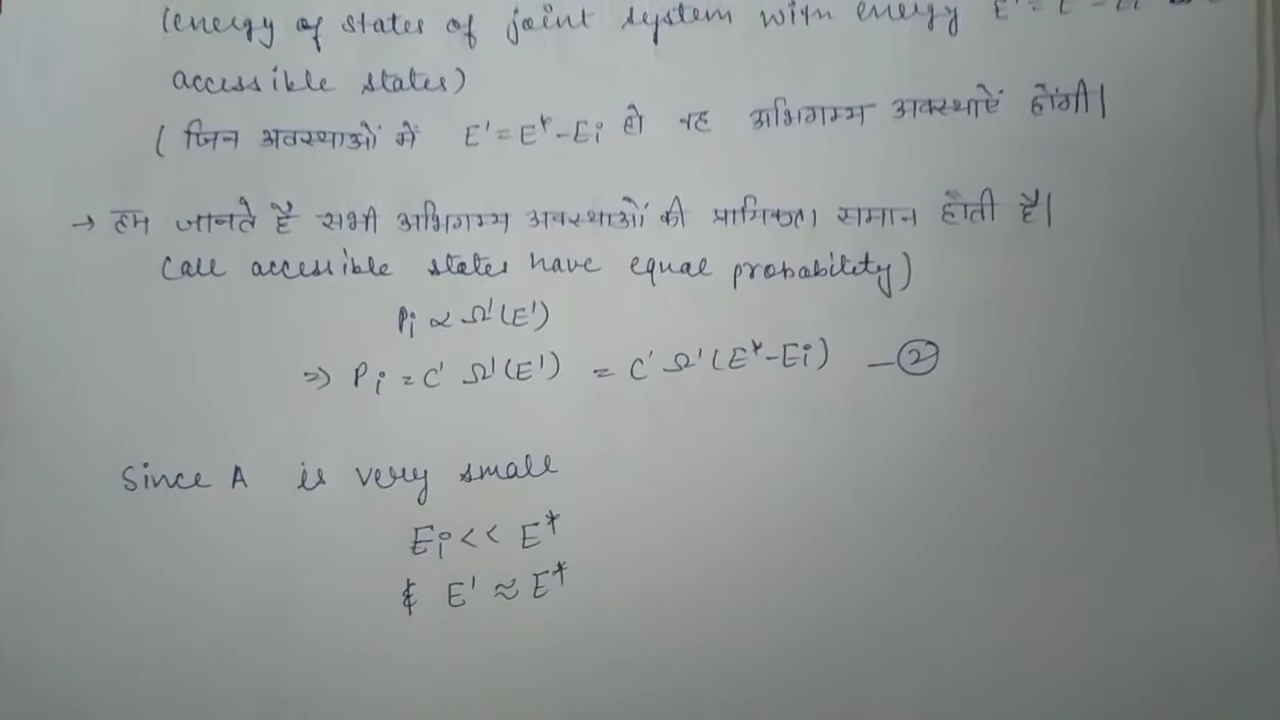 (energy of states of joint system with energy E' =
accessible states)
( जिन अवस्थाओं में E' = E* - Ei हो वह अभिगम्य अवस्थाऐं होंगी।
→ हम जानते है सभी अभिगम्य अवस्थाओं की प्रायिकता समान होती है।
(all accessible states have equal probability)
Pi ∝ Ω'(E')
=> Pi = C' Ω'(E') = C' Ω'(E* - Ei) — ②
Since A is very small
Ei << E*
& E' ≈ E*